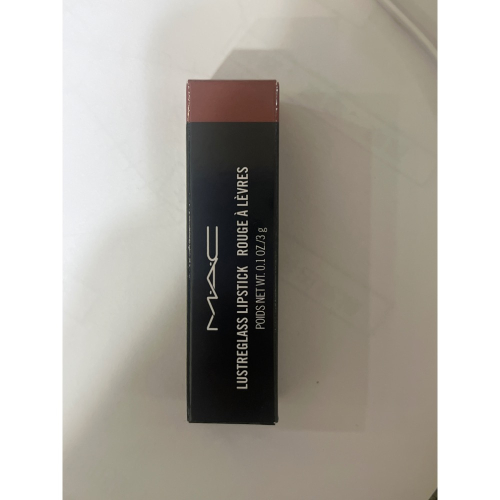 MAC
LUSTREGLASS LIPSTICK ROUGE À LÈVRES
POIDS NET WT. 0.1 OZ./3 g